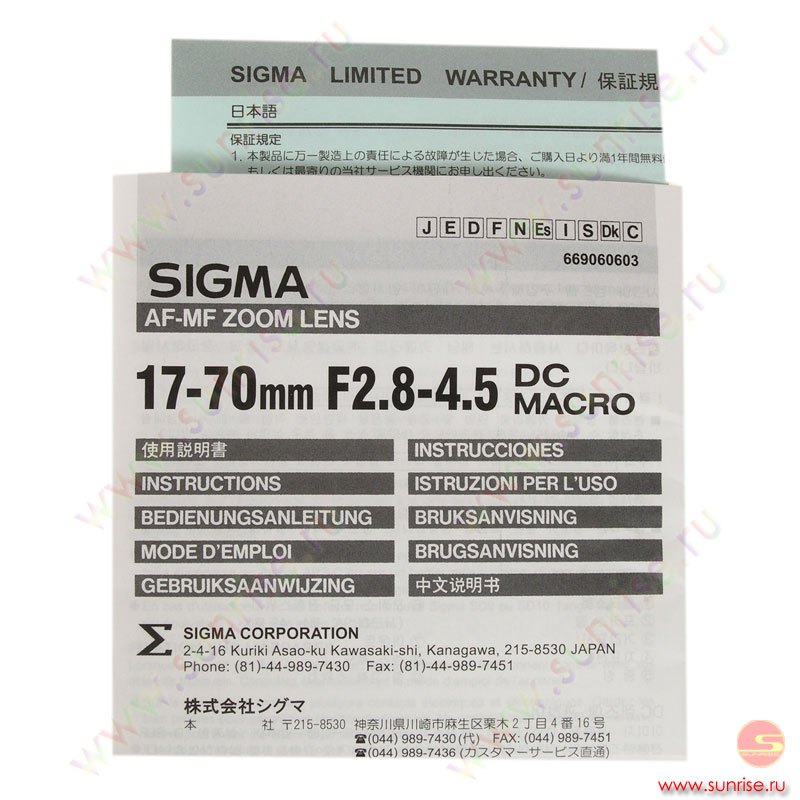 SIGMA LIMITED WARRANTY/ 保証規
日本語
保証規定
1. 本製品に万一製造上の責任による故障が生じた場合、ご購入日より満1年間無料
もしくは最寄りの当社サービス機関にお申し出ください。
J E D F N Es I S Dk C
669060603
SIGMA
AF-MF ZOOM LENS
17-70mm F2.8-4.5 DC MACRO
使用説明書
INSTRUCTIONS
BEDIENUNGSANLEITUNG
MODE D'EMPLOI
GEBRUIKSAANWIJZING
INSTRUCCIONES
ISTRUZIONI PER L'USO
BRUKSANVISNING
BRUGSANVISNING
中文说明书
SIGMA CORPORATION
2-4-16 Kuriki Asao-ku Kawasaki-shi, Kanagawa, 215-8530 JAPAN
Phone: (81)-44-989-7430 Fax: (81)-44-989-7451
株式会社シグマ
本 社 〒215-8530 神奈川県川崎市麻生区栗木2丁目4番16号
☎(044) 989-7430(代) FAX: (044) 989-7451
☎(044) 989-7436 (カスタマーサービス直通)
www.sunrise.ru